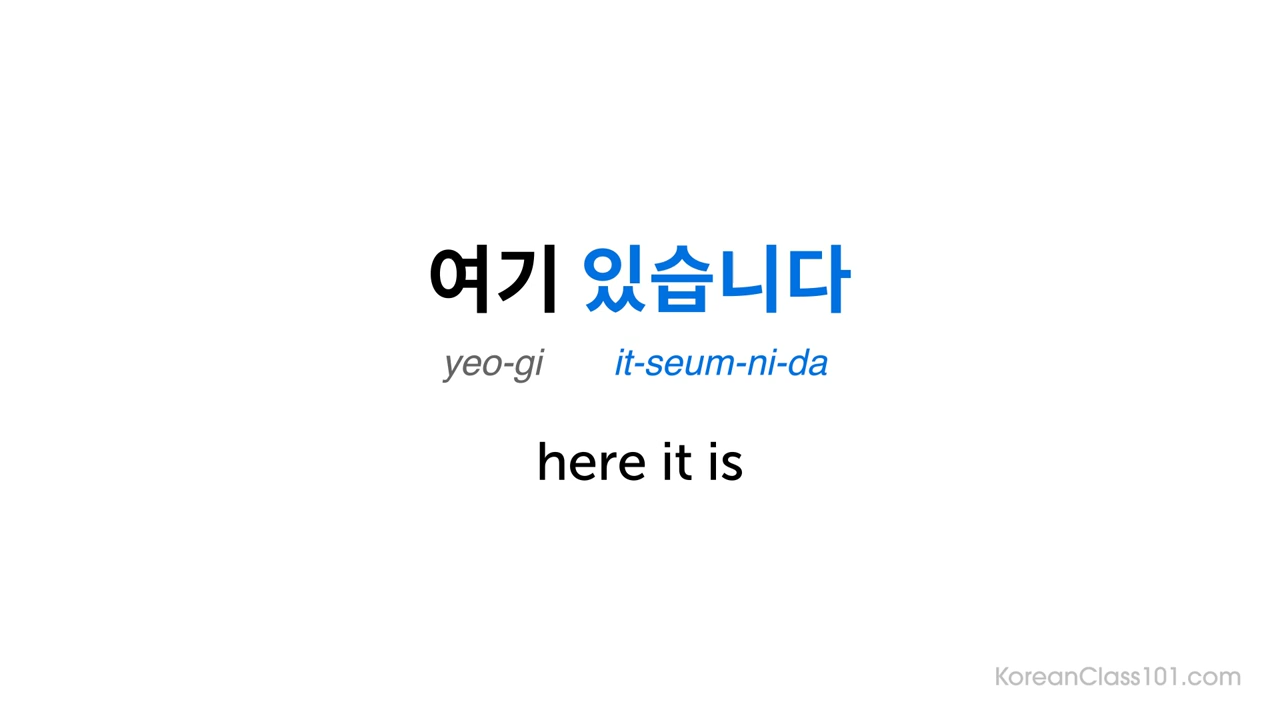 여기 있습니다
yeo-gi it-seum-ni-da
here it is
KoreanClass101.com